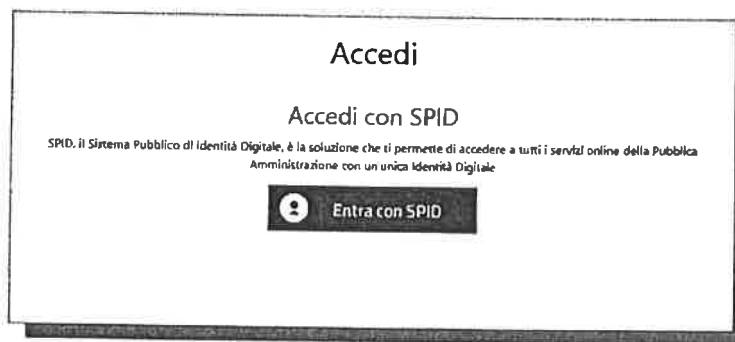 Accedi
Accedi con SPID
SPID, il Sistema Pubblico di Identità Digitale, è la soluzione che ti permette di accedere a tutti i servizi online della Pubblica
Amministrazione con un'unica Identità Digitale
Entra con SPID